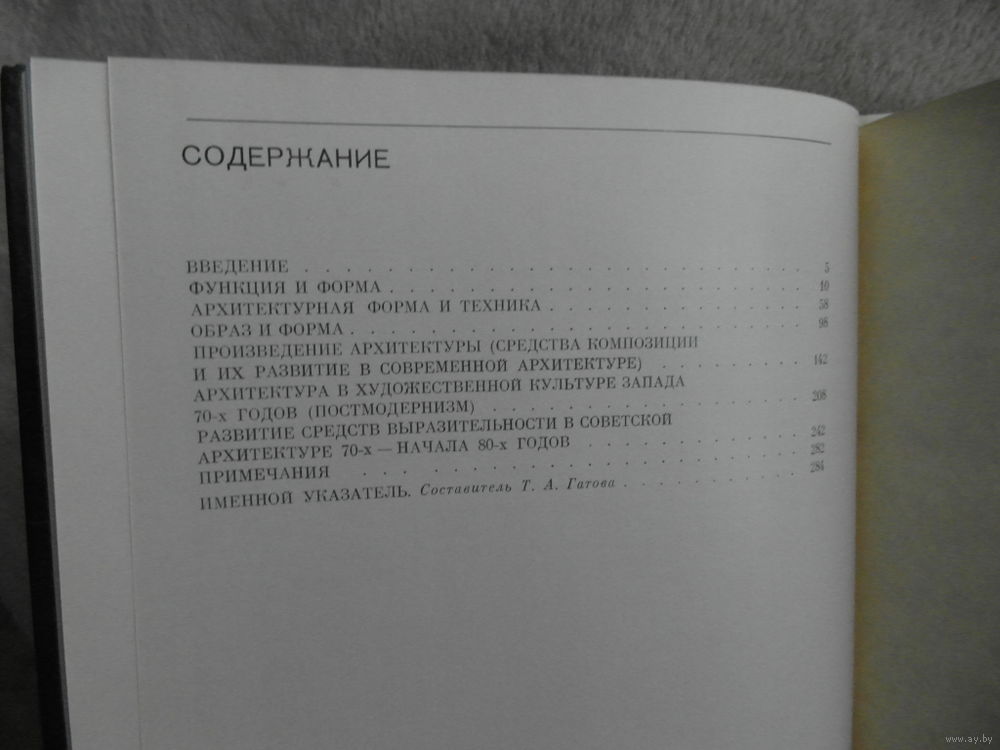 СОДЕРЖАНИЕ
ВВЕДЕНИЕ . . . . . . . . . . . . . . . . . . . . . . . . 5
ФУНКЦИЯ И ФОРМА . . . . . . . . . . . . . . . . . . . . 10
АРХИТЕКТУРНАЯ ФОРМА И ТЕХНИКА . . . . . . . . . . . . . 58
ОБРАЗ И ФОРМА . . . . . . . . . . . . . . . . . . . . . 98
ПРОИЗВЕДЕНИЕ АРХИТЕКТУРЫ (СРЕДСТВА КОМПОЗИЦИИ
И ИХ РАЗВИТИЕ В СОВРЕМЕННОЙ АРХИТЕКТУРЕ) . . . . . . . 142
АРХИТЕКТУРА В ХУДОЖЕСТВЕННОЙ КУЛЬТУРЕ ЗАПАДА
70-х ГОДОВ (ПОСТМОДЕРНИЗМ) . . . . . . . . . . . . . . 208
РАЗВИТИЕ СРЕДСТВ ВЫРАЗИТЕЛЬНОСТИ В СОВЕТСКОЙ
АРХИТЕКТУРЕ 70-х — НАЧАЛА 80-х ГОДОВ . . . . . . . . . 242
ПРИМЕЧАНИЯ . . . . . . . . . . . . . . . . . . . . . . 282
ИМЕННОЙ УКАЗАТЕЛЬ. Составитель Т. А. Гатова . . . . . . 284
www.ay.by